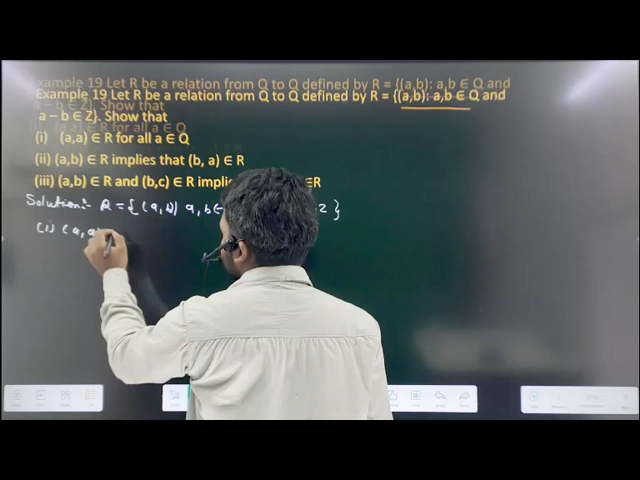 Example 19 Let R be a relation from Q to Q defined by R = {(a,b): a,b ∈ Q and
a – b ∈ Z}. Show that
(i) (a,a) ∈ R for all a ∈ Q
(ii) (a,b) ∈ R implies that (b, a) ∈ R
(iii) (a,b) ∈ R and (b,c) ∈ R ∈R
Solution:- R = { (a,b) | a,b ∈ z }
(i) (a,a